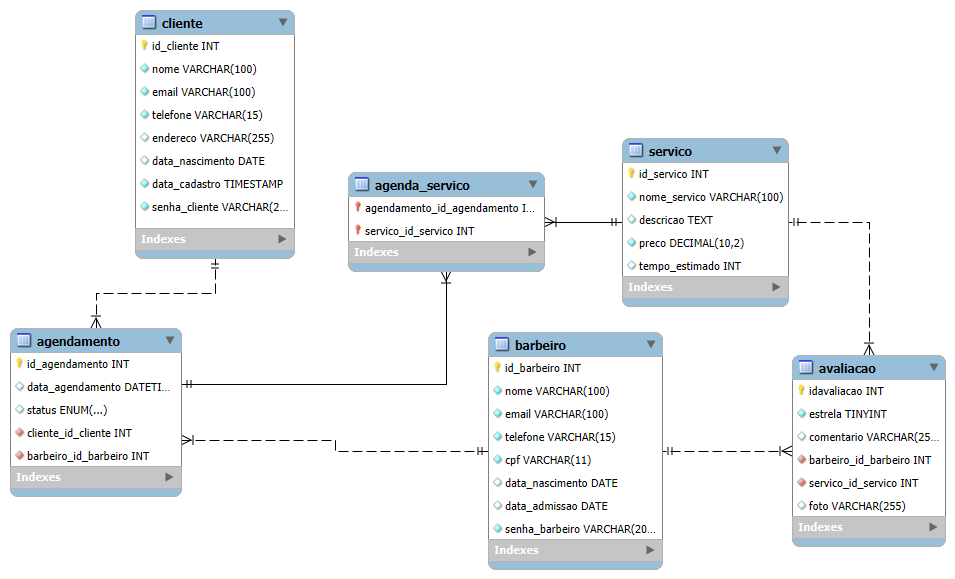 cliente
id_cliente INT
nome VARCHAR(100)
email VARCHAR(100)
telefone VARCHAR(15)
endereco VARCHAR(255)
data_nascimento DATE
data_cadastro TIMESTAMP
senha_cliente VARCHAR(2...
Indexes
agenda_servico
agendamento_id_agendamento I...
servico_id_servico INT
Indexes
servico
id_servico INT
nome_servico VARCHAR(100)
descricao TEXT
preco DECIMAL(10,2)
tempo_estimado INT
Indexes
agendamento
id_agendamento INT
data_agendamento DATETI...
status ENUM(...)
cliente_id_cliente INT
barbeiro_id_barbeiro INT
Indexes
barbeiro
id_barbeiro INT
nome VARCHAR(100)
email VARCHAR(100)
telefone VARCHAR(15)
cpf VARCHAR(11)
data_nascimento DATE
data_admissao DATE
senha_barbeiro VARCHAR(20...
Indexes
avaliacao
idavaliacao INT
estrela TINYINT
comentario VARCHAR(25...
barbeiro_id_barbeiro INT
servico_id_servico INT
foto VARCHAR(255)
Indexes